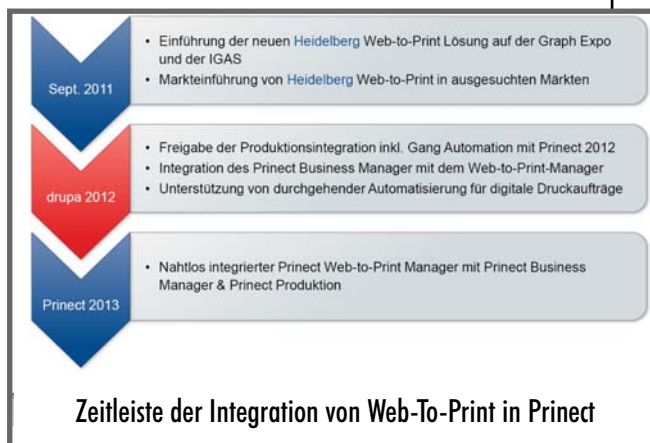 Sept. 2011
• Einführung der neuen Heidelberg Web-to-Print Lösung auf der Graph Expo
und der IGAS
• Markteinführung von Heidelberg Web-to-Print in ausgesuchten Märkten
drupa 2012
• Freigabe der Produktionsintegration inkl. Gang Automation mit Prinect 2012
• Integration des Prinect Business Manager mit dem Web-to-Print-Manager
• Unterstützung von durchgehender Automatisierung für digitale Druckaufträge
Prinect 2013
• Nahtlos integrierter Prinect Web-to-Print Manager mit Prinect Business
Manager & Prinect Produktion
Zeitleiste der Integration von Web-To-Print in Prinect